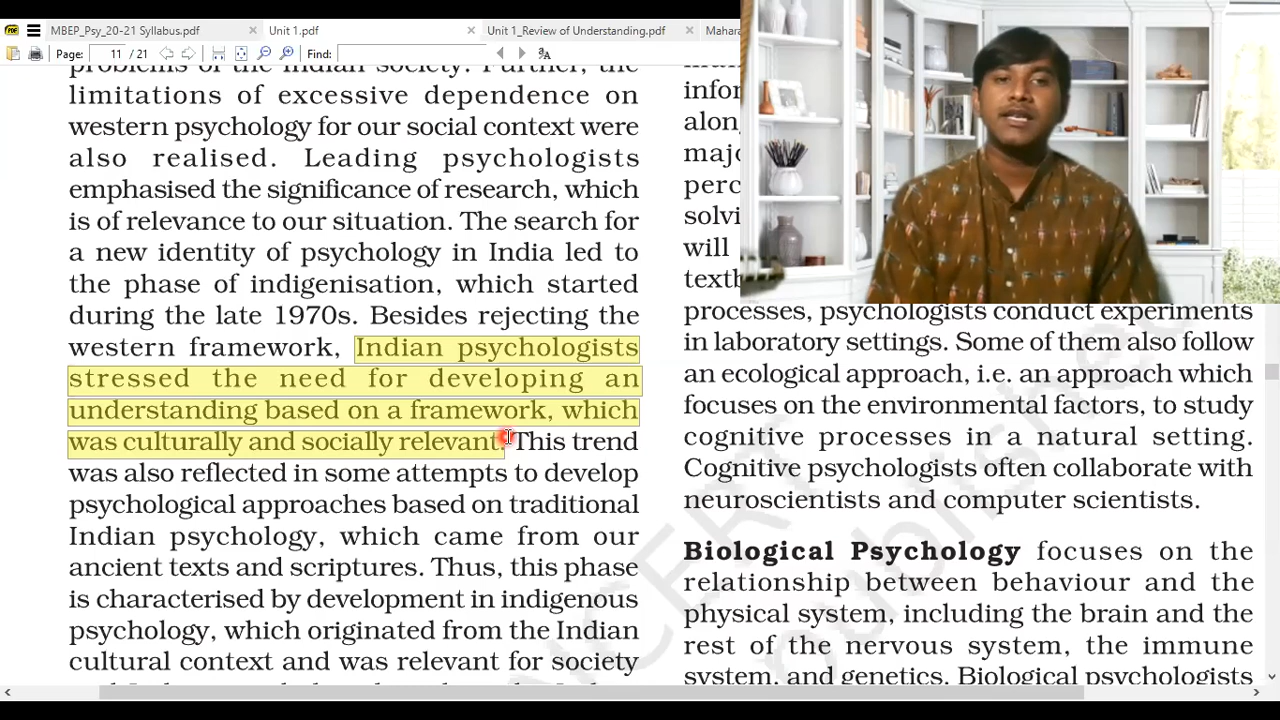 MBEP_Psy_20-21 Syllabus.pdf
Unit 1.pdf
Unit 1_Review of Understanding.pdf
Mahara
Page: 11 / 21
Find:
problems of the Indian society. Further, the
limitations of excessive dependence on
western psychology for our social context were
also realised. Leading psychologists
emphasised the significance of research, which
is of relevance to our situation. The search for
a new identity of psychology in India led to
the phase of indigenisation, which started
during the late 1970s. Besides rejecting the
western framework, Indian psychologists
stressed the need for developing an
understanding based on a framework, which
was culturally and socially relevant. This trend
was also reflected in some attempts to develop
psychological approaches based on traditional
Indian psychology, which came from our
ancient texts and scriptures. Thus, this phase
is characterised by development in indigenous
psychology, which originated from the Indian
cultural context and was relevant for society
infor
along
majo
perc
solvi
will
textb
processes, psychologists conduct experiments
in laboratory settings. Some of them also follow
an ecological approach, i.e. an approach which
focuses on the environmental factors, to study
cognitive processes in a natural setting.
Cognitive psychologists often collaborate with
neuroscientists and computer scientists.
Biological Psychology focuses on the
relationship between behaviour and the
physical system, including the brain and the
rest of the nervous system, the immune
system, and genetics. Biological psychologists